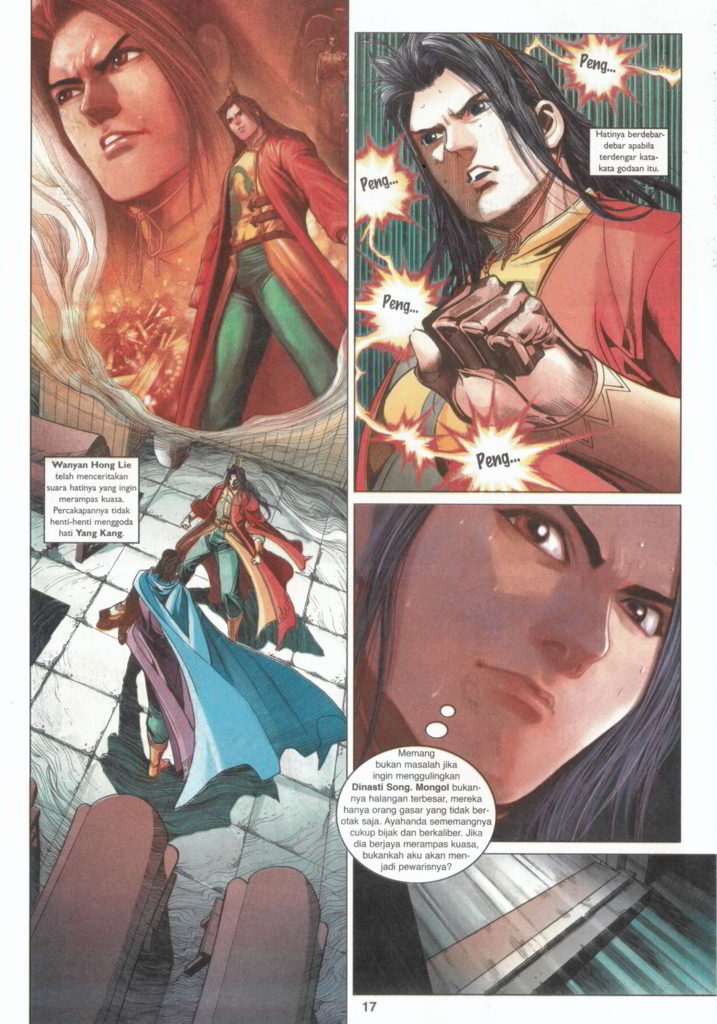 Wanyan Hong Lie
telah menceritakan
suara hatinya yang ingin
merampas kuasa.
Percakapannya tidak
henti-henti menggoda
hati Yang Kang.
Peng...
Hatinya berdebar-
debar apabila
terdengar kata-
kata godaan itu.
Peng...
Peng...
Peng...
Memang
bukan masalah jika
ingin menggulingkan
Dinasti Song. Mongol bukan-
nya halangan terbesar, mereka
hanya orang gasar yang tidak ber-
otak saja. Ayahanda sememangnya
cukup bijak dan berkaliber. Jika
dia berjaya merampas kuasa,
bukankah aku akan men-
jadi pewarisnya?
17